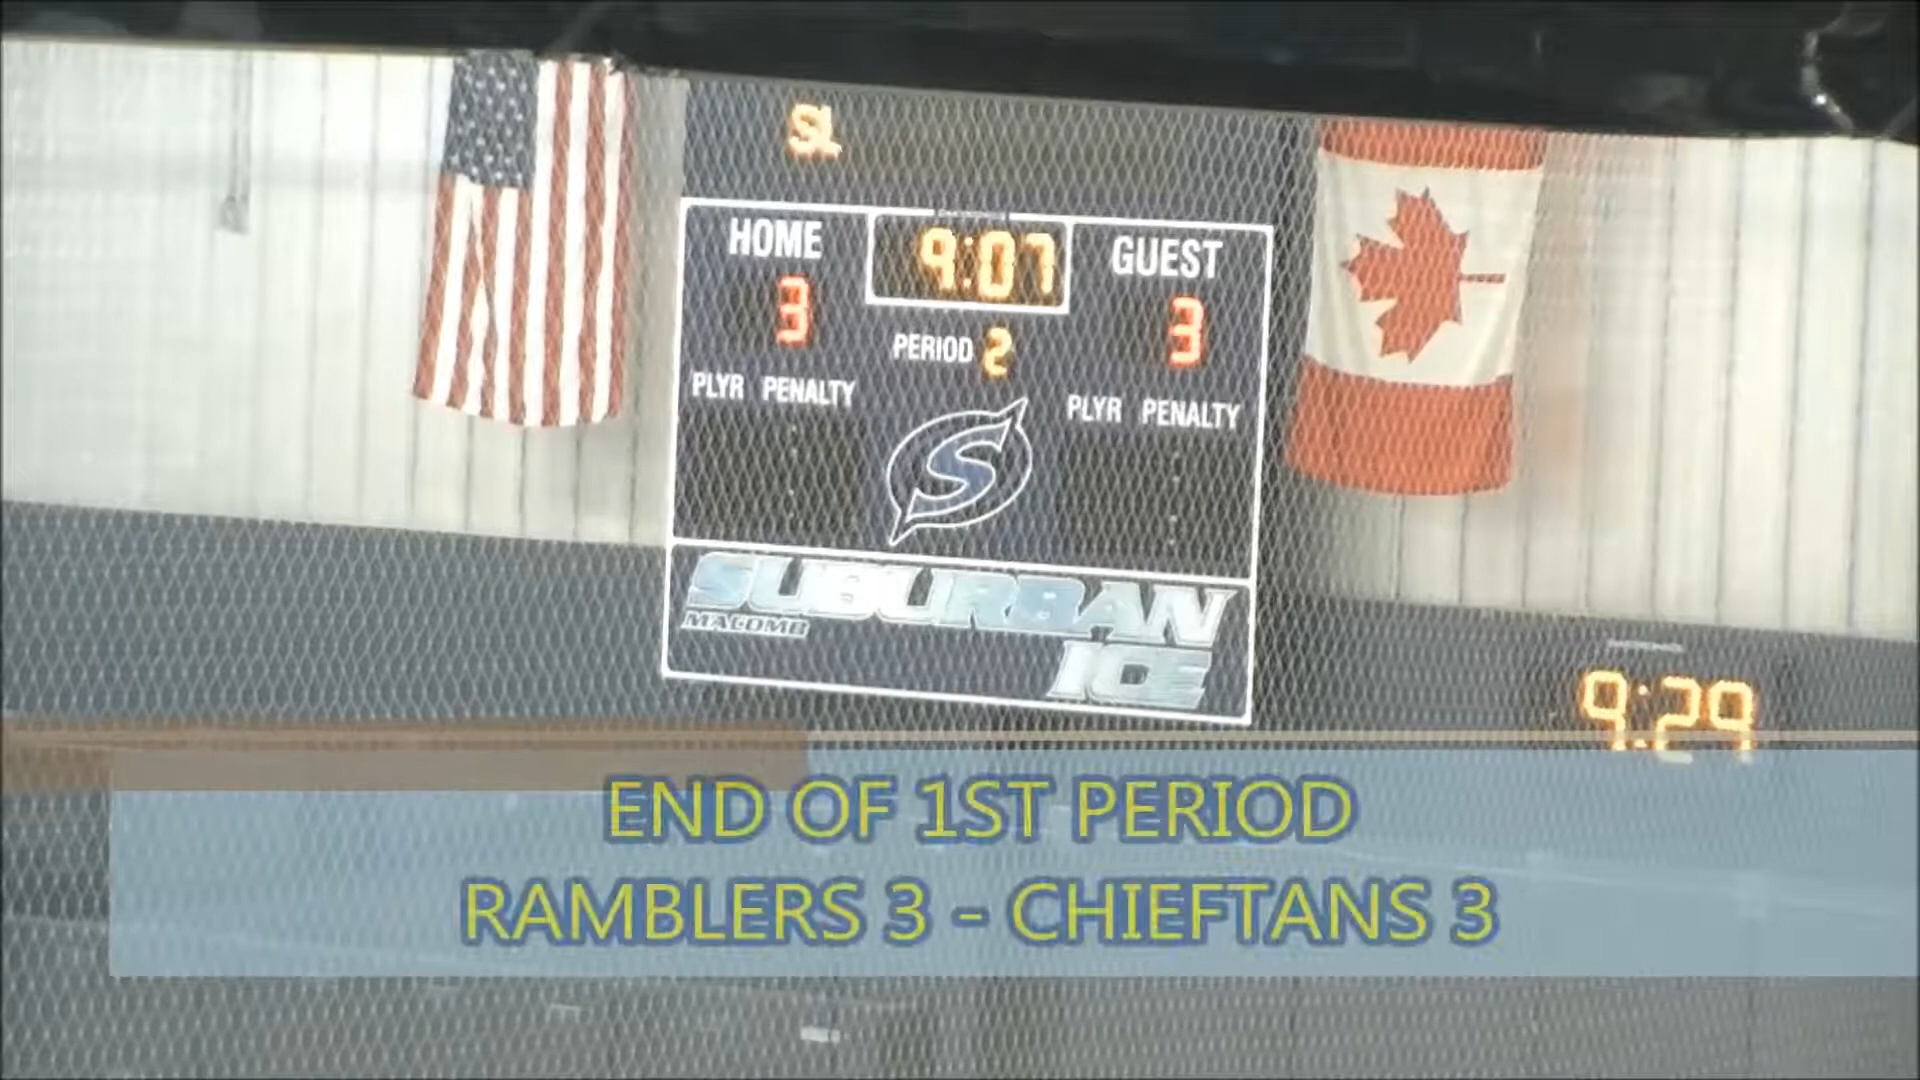 SL
HOME
9:07
GUEST
3
3
PERIOD 2
PLYR PENALTY
PLYR PENALTY
S
SUBURBAN
MACOMB
ICE
9:29
END OF 1ST PERIOD
RAMBLERS 3 - CHIEFTANS 3